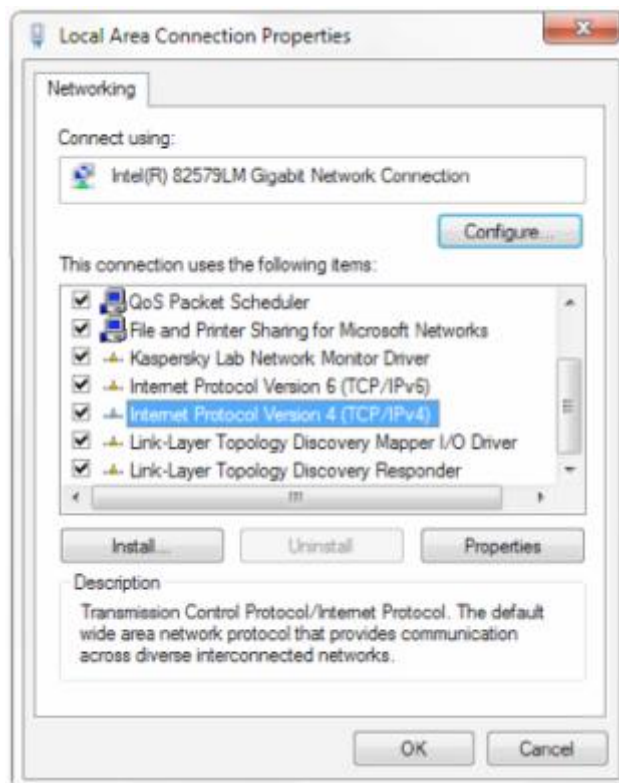 Local Area Connection Properties
Networking
Connect using:
Intel(R) 82579LM Gigabit Network Connection
Configure...
This connection uses the following items:
QoS Packet Scheduler
File and Printer Sharing for Microsoft Networks
Kaspersky Lab Network Monitor Driver
Internet Protocol Version 6 (TCP/IPv6)
Internet Protocol Version 4 (TCP/IPv4)
Link-Layer Topology Discovery Mapper I/O Driver
Link-Layer Topology Discovery Responder
Install...
Uninstall
Properties
Description
Transmission Control Protocol/Internet Protocol. The default
wide area network protocol that provides communication
across diverse interconnected networks.
OK
Cancel